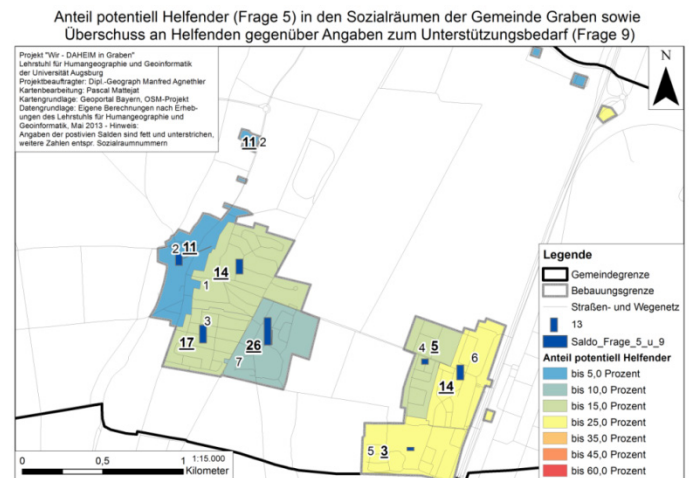 Anteil potentiell Helfender (Frage 5) in den Sozialräumen der Gemeinde Graben sowie
Überschuss an Helfenden gegenüber Angaben zum Unterstützungsbedarf (Frage 9)
Projekt "Wir - DAHEIM in Graben"
Lehrstuhl für Humangeographie und Geoinformatik
der Universität Augsburg
Projektbeauftragter: Dipl.-Geograph Manfred Agnethler
Kartenbearbeitung: Pascal Mattejat
Kartengrundlage: Geoportal Bayern, OSM-Projekt
Datengrundlage: Eigene Berechnungen nach Erheb-
ungen des Lehrstuhls für Humangeographie und
Geoinformatik, Mai 2013 - Hinweis:
Angaben der postiven Salden sind fett und unterstrichen,
weitere Zahlen entspr. Sozialraumnummern
N
11 2
2 11
14
1
3
17
26
7
4 5
6
14
5 3
Legende
Gemeindegrenze
Bebauungsgrenze
Straßen- und Wegenetz
13
Saldo_Frage_5_u_9
Anteil potentiell Helfender
bis 5,0 Prozent
bis 10,0 Prozent
bis 15,0 Prozent
bis 25,0 Prozent
bis 35,0 Prozent
bis 45,0 Prozent
bis 60,0 Prozent
0 0,5 1 1:15.000
Kilometer